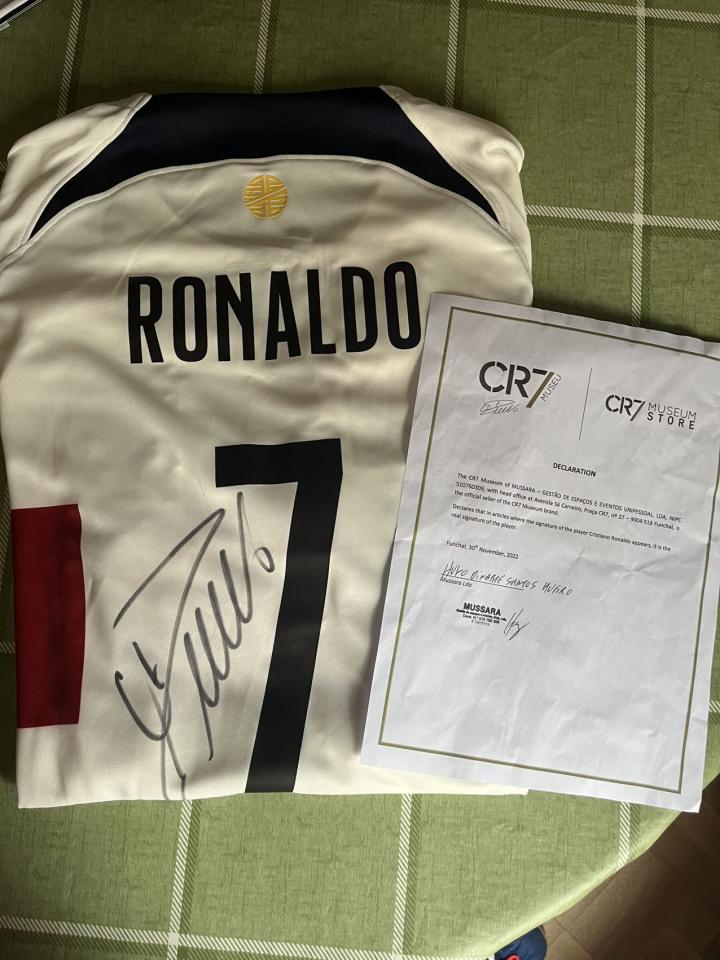 RONALDO
7
CR7 MUSEU
CR7 MUSEUM
STORE
DECLARATION
The CR7 Museum of MUSSARA – GESTÃO DE ESPAÇOS E EVENTOS UNIPESSOAL, LDA, NIPC
510760309, with head office at Avenida Sá Carneiro, Praça CR7, nº 27 – 9004-518 Funchal, is
the official seller of the CR7 Museum brand.
Declares that in articles where the signature of the player Cristiano Ronaldo appears, it is the
real signature of the player.
Funchal, 30th November, 2022
SANTOS
Mussara Lda
MUSSARA